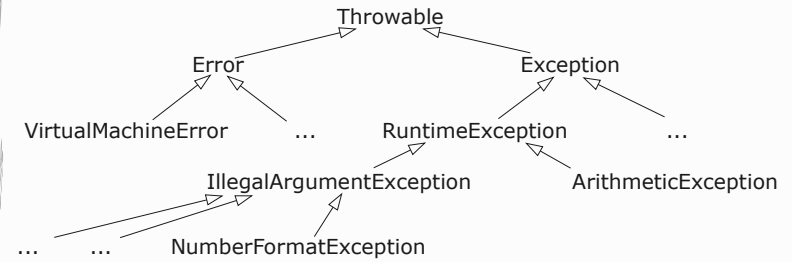 Throwable
Error Exception
VirtualMachineError ... RuntimeException ...
IllegalArgumentException ArithmeticException
... ... NumberFormatException